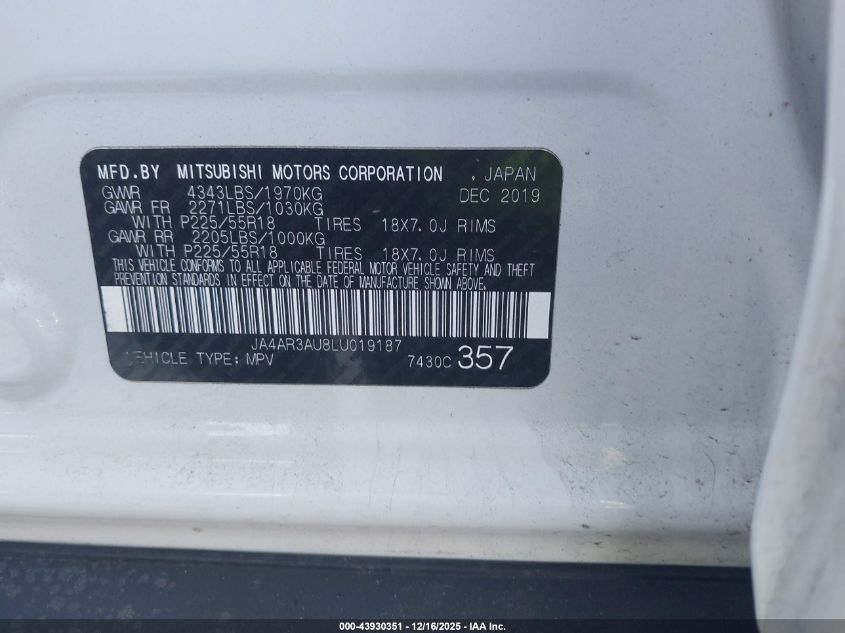 MFD.BY MITSUBISHI MOTORS CORPORATION , JAPAN
GVWR 4343LBS/1970KG DEC 2019
GAWR FR 2271LBS/1030KG
WITH P225/55R18 TIRES 18X7.0J RIMS
GAWR RR 2205LBS/1000KG
WITH P225/55R18 TIRES 18X7.0J RIMS
THIS VEHICLE CONFORMS TO ALL APPLICABLE FEDERAL MOTOR VEHICLE SAFETY AND THEFT
PREVENTION STANDARDS IN EFFECT ON THE DATE OF MANUFACTURE SHOWN ABOVE.
JA4AR3AU8LU019187
VEHICLE TYPE: MPV 7430C 357
000-43930351 - 12/16/2025 - IAA Inc.